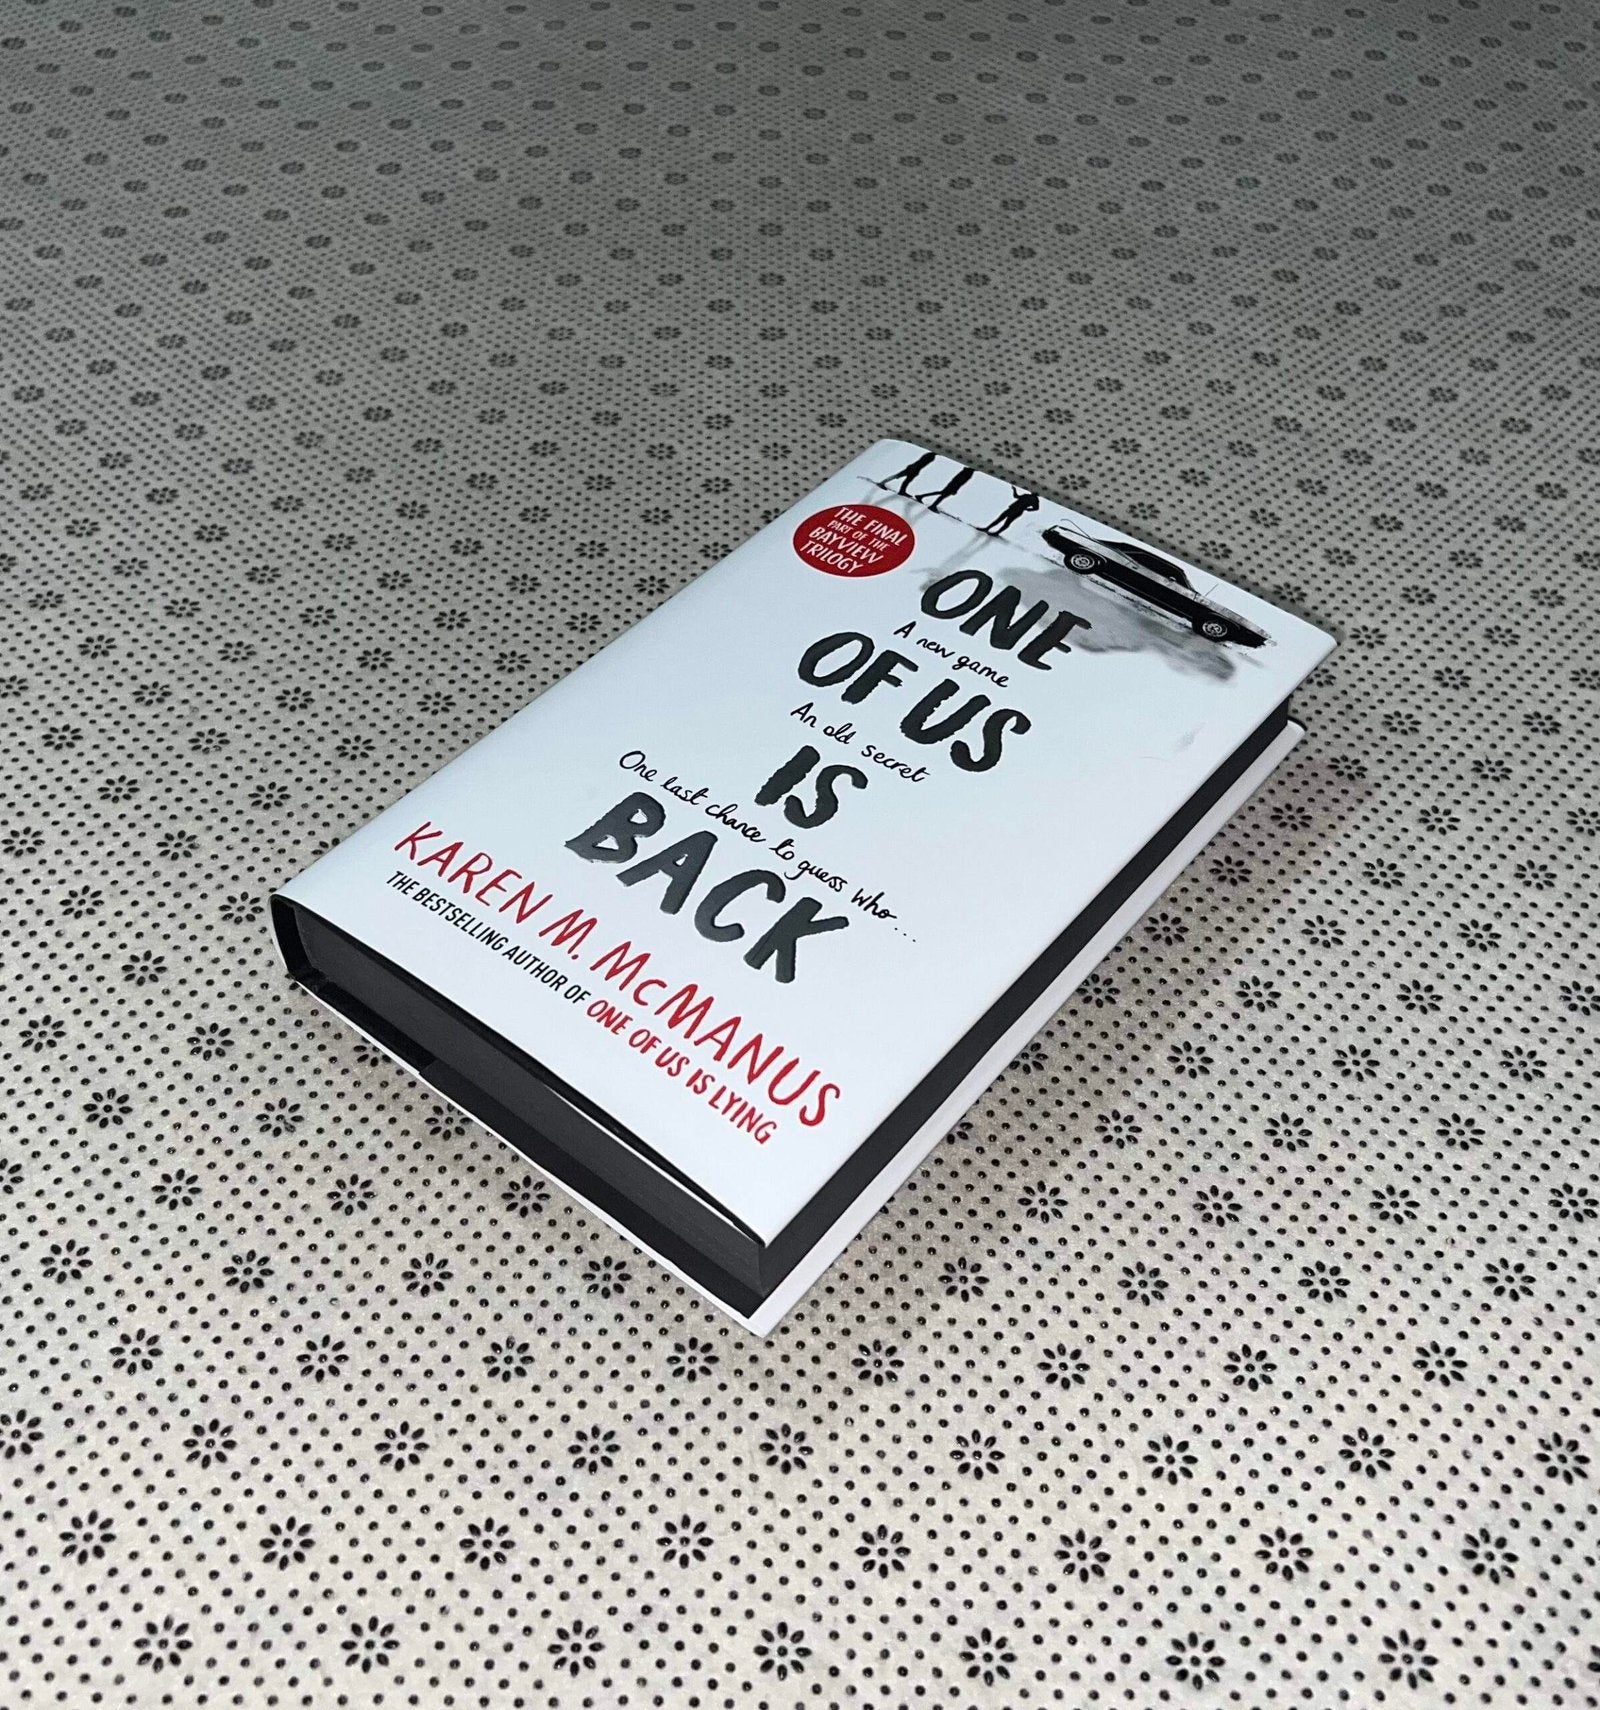 THE FINAL
PART OF THE
BAYVIEW
TRILOGY
ONE
A new game
OF US
An old secret
IS
One last chance to guess who...
BACK
KAREN M. McMANUS
THE BESTSELLING AUTHOR OF ONE OF US IS LYING